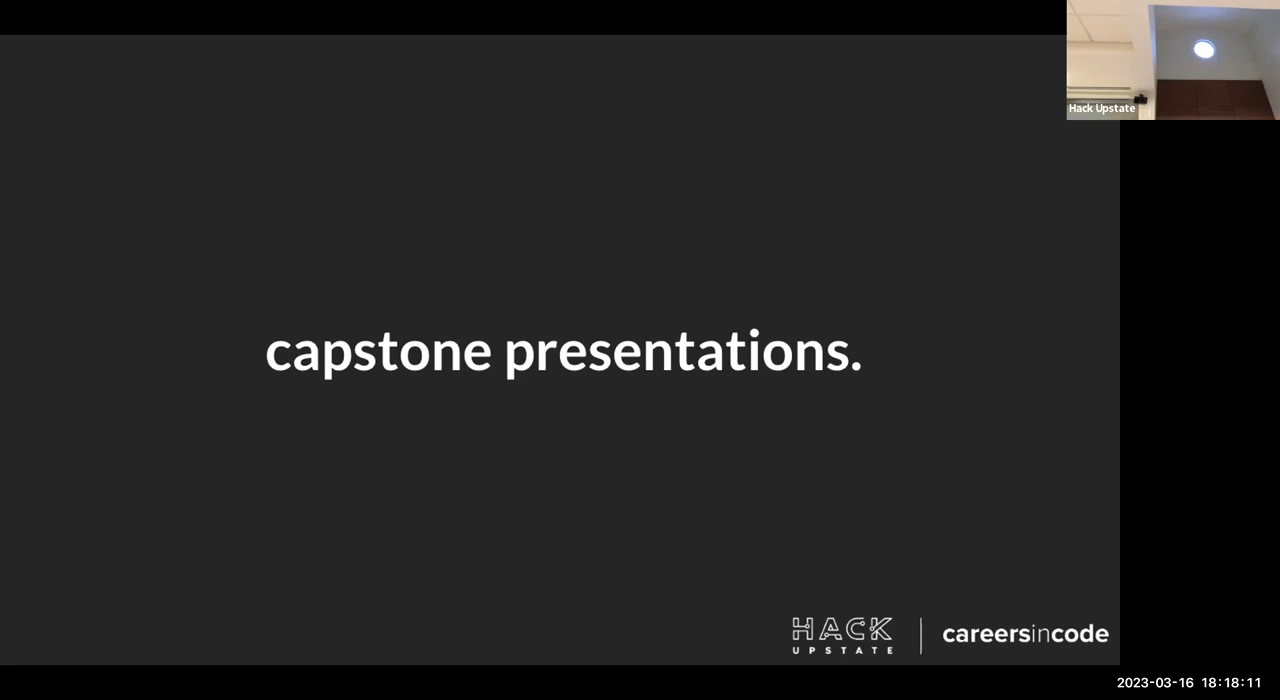 Hack Upstate
capstone presentations.
HACK
UPSTATE
careersincode
2023-03-16 18:18:11